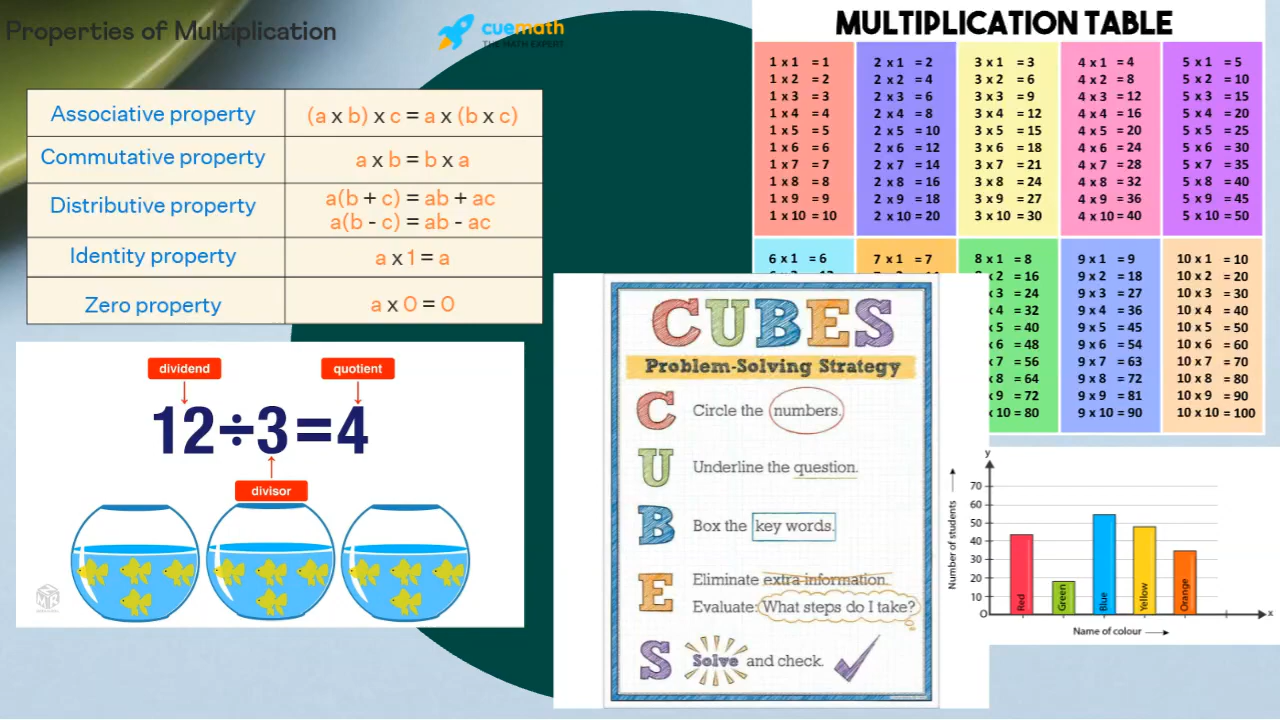 Properties of Multiplication
cuemath
THE MATH EXPERT
Associative property (a x b) x c = a x (b x c)
Commutative property a x b = b x a
Distributive property a(b + c) = ab + ac
a(b - c) = ab - ac
Identity property a x 1 = a
Zero property a x 0 = 0
dividend quotient
12÷3=4
divisor
MULTIPLICATION TABLE
1 x 1 = 1
1 x 2 = 2
1 x 3 = 3
1 x 4 = 4
1 x 5 = 5
1 x 6 = 6
1 x 7 = 7
1 x 8 = 8
1 x 9 = 9
1 x 10 = 10
2 x 1 = 2
2 x 2 = 4
2 x 3 = 6
2 x 4 = 8
2 x 5 = 10
2 x 6 = 12
2 x 7 = 14
2 x 8 = 16
2 x 9 = 18
2 x 10 = 20
3 x 1 = 3
3 x 2 = 6
3 x 3 = 9
3 x 4 = 12
3 x 5 = 15
3 x 6 = 18
3 x 7 = 21
3 x 8 = 24
3 x 9 = 27
3 x 10 = 30
4 x 1 = 4
4 x 2 = 8
4 x 3 = 12
4 x 4 = 16
4 x 5 = 20
4 x 6 = 24
4 x 7 = 28
4 x 8 = 32
4 x 9 = 36
4 x 10 = 40
5 x 1 = 5
5 x 2 = 10
5 x 3 = 15
5 x 4 = 20
5 x 5 = 25
5 x 6 = 30
5 x 7 = 35
5 x 8 = 40
5 x 9 = 45
5 x 10 = 50
6 x 1 = 6
7 x 1 = 7
8 x 1 = 8
x 2 = 16
x 3 = 24
x 4 = 32
x 5 = 40
x 6 = 48
x 7 = 56
x 8 = 64
x 9 = 72
x 10 = 80
9 x 1 = 9
9 x 2 = 18
9 x 3 = 27
9 x 4 = 36
9 x 5 = 45
9 x 6 = 54
9 x 7 = 63
9 x 8 = 72
9 x 9 = 81
9 x 10 = 90
10 x 1 = 10
10 x 2 = 20
10 x 3 = 30
10 x 4 = 40
10 x 5 = 50
10 x 6 = 60
10 x 7 = 70
10 x 8 = 80
10 x 9 = 90
10 x 10 = 100
CUBES
Problem-Solving Strategy
C Circle the numbers.
U Underline the question.
B Box the key words.
E Eliminate extra information.
Evaluate: What steps do I take?
S Solve and check.
y
Number of students
70
60
50
40
30
20
10
O
Red
Green
Blue
Yellow
Orange
x
Name of colour